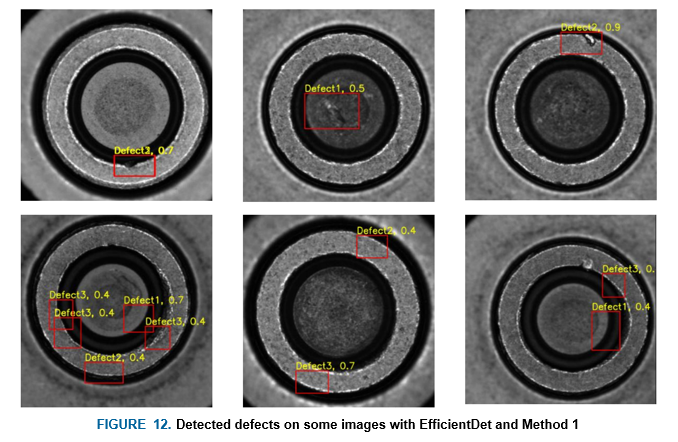 Defect3, 0.7
Defect1, 0.5
Defect2, 0.9
Defect3, 0.4
Defect3, 0.4
Defect1, 0.7
Defect3, 0.4
Defect2, 0.4
Defect2, 0.4
Defect3, 0.7
Defect3, 0.
Defect1, 0.4
FIGURE 12. Detected defects on some images with EfficientDet and Method 1